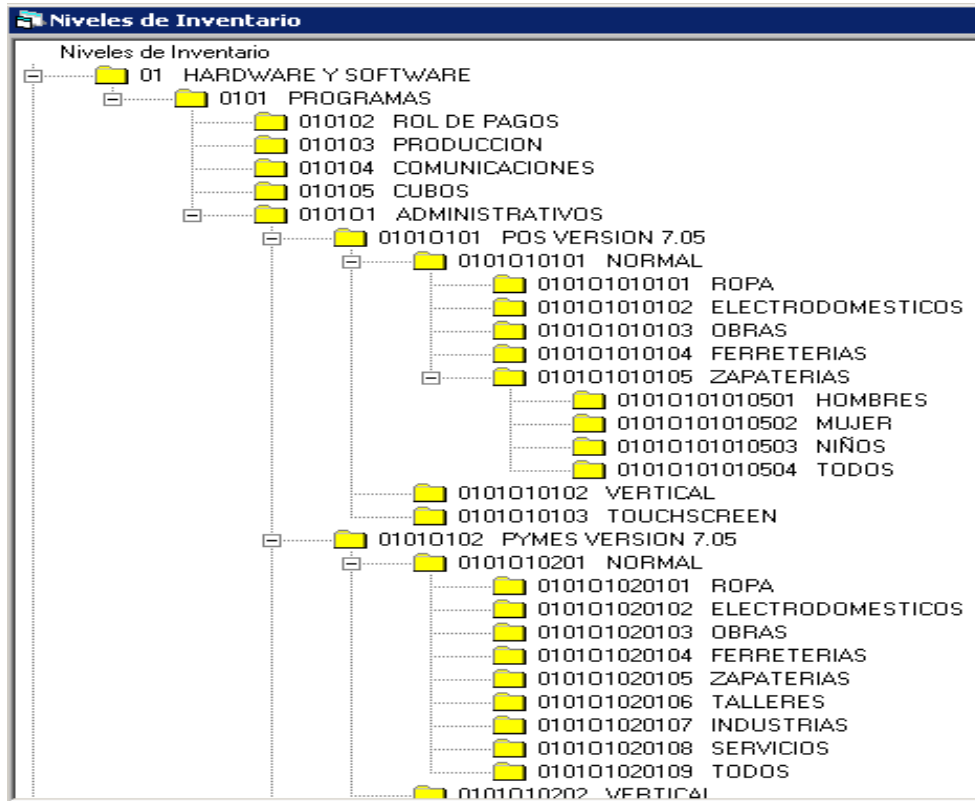 Niveles de Inventario
Niveles de Inventario
01 HARDWARE Y SOFTWARE
0101 PROGRAMAS
010102 ROL DE PAGOS
010103 PRODUCCION
010104 COMUNICACIONES
010105 CUBOS
010101 ADMINISTRATIVOS
01010101 POS VERSION 7.05
0101010101 NORMAL
010101010101 ROPA
010101010102 ELECTRODOMESTICOS
010101010103 OBRAS
010101010104 FERRETERIAS
010101010105 ZAPATERIAS
01010101010501 HOMBRES
01010101010502 MUJER
01010101010503 NIÑOS
01010101010504 TODOS
0101010102 VERTICAL
0101010103 TOUCHSCREEN
01010102 PYMES VERSION 7.05
0101010201 NORMAL
010101020101 ROPA
010101020102 ELECTRODOMESTICOS
010101020103 OBRAS
010101020104 FERRETERIAS
010101020105 ZAPATERIAS
010101020106 TALLERES
010101020107 INDUSTRIAS
010101020108 SERVICIOS
010101020109 TODOS
0101010202 VERTICAL